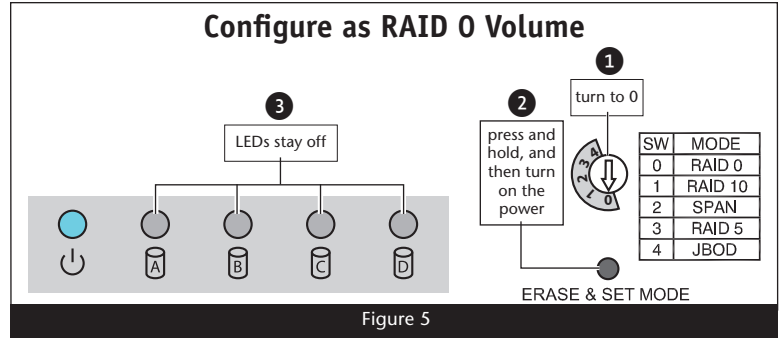 Configure as RAID 0 Volume
1
turn to 0
2
press and
hold, and
then turn
on the
power
3
LEDs stay off
A
B
C
D
4
3
2
1
0
SW MODE
0 RAID 0
1 RAID 10
2 SPAN
3 RAID 5
4 JBOD
ERASE & SET MODE
Figure 5